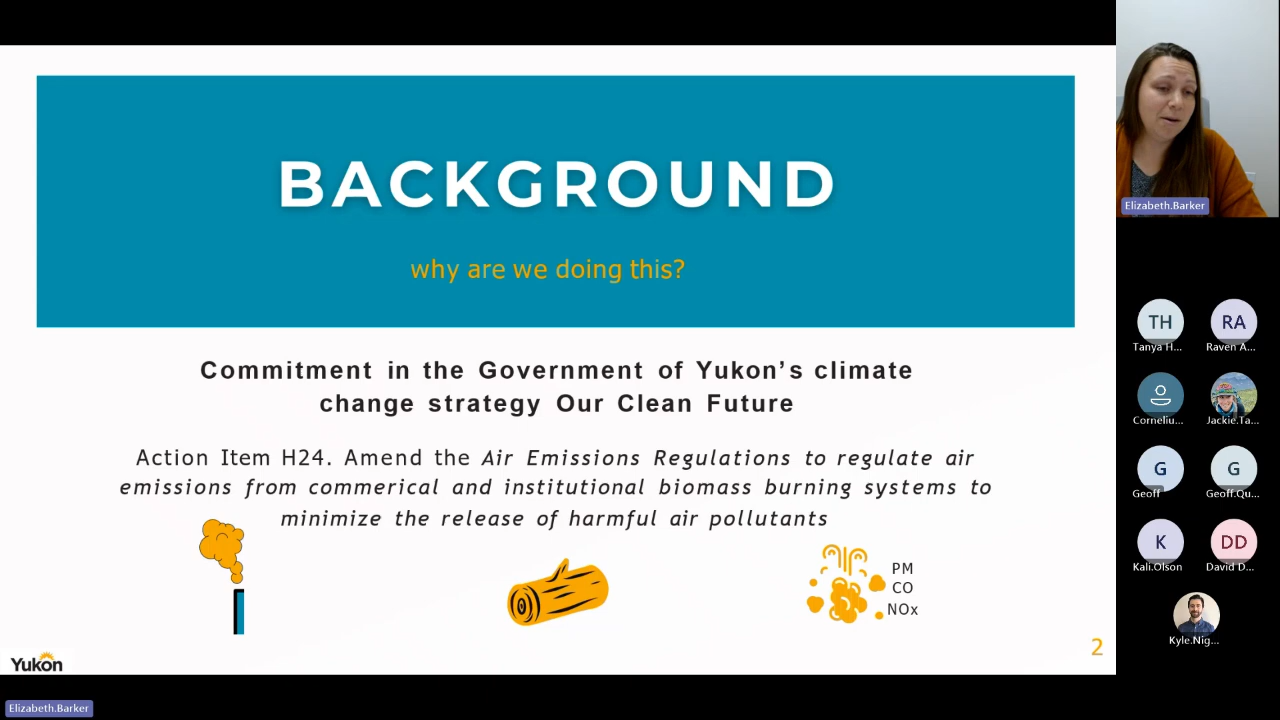 BACKGROUND
why are we doing this?
Commitment in the Government of Yukon’s climate
change strategy Our Clean Future
Action Item H24. Amend the Air Emissions Regulations to regulate air
emissions from commerical and institutional biomass burning systems to
minimize the release of harmful air pollutants
PM
CO
NOx
2
Yukon
Elizabeth.Barker
Elizabeth.Barker
TH
RA
Tanya H...
Raven A...
Corneliu...
Jackie.Ta...
G
G
Geoff
Geoff.Qu...
K
DD
Kali.Olson
David D...
Kyle.Nig...